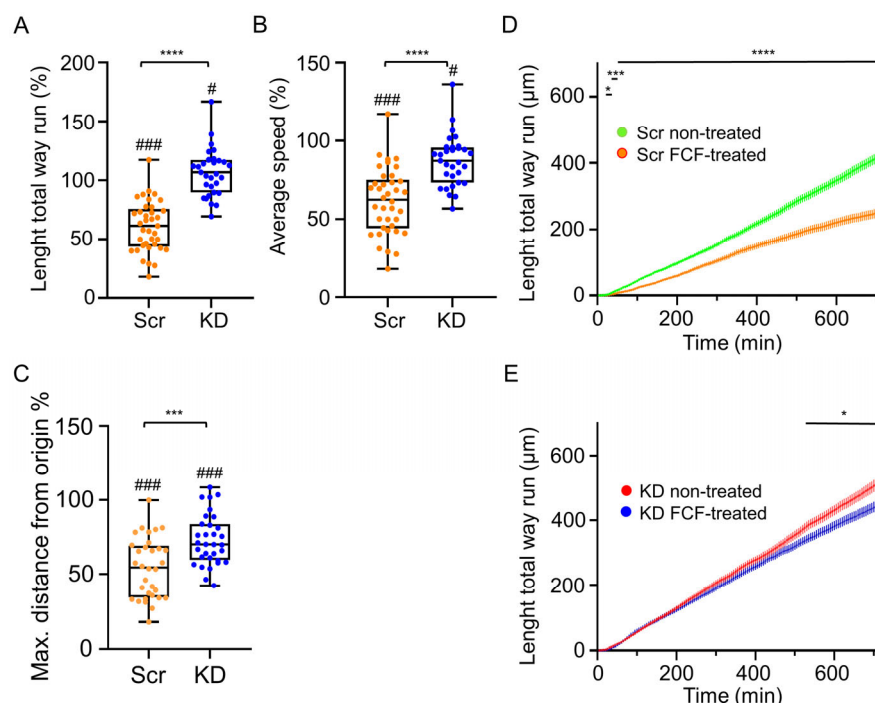 A
Lenght total way run (%)
200
150
100
50
0
****
###
#
Scr
KD
B
Average speed (%)
150
100
50
0
****
###
#
Scr
KD
C
Max. distance from origin %
150
100
50
0
***
###
###
Scr
KD
D
Lenght total way run (µm)
600
400
200
0
****
***
*
Scr non-treated
Scr FCF-treated
0 200 400 600
Time (min)
E
Lenght total way run (µm)
600
400
200
0
*
KD non-treated
KD FCF-treated
0 200 400 600
Time (min)